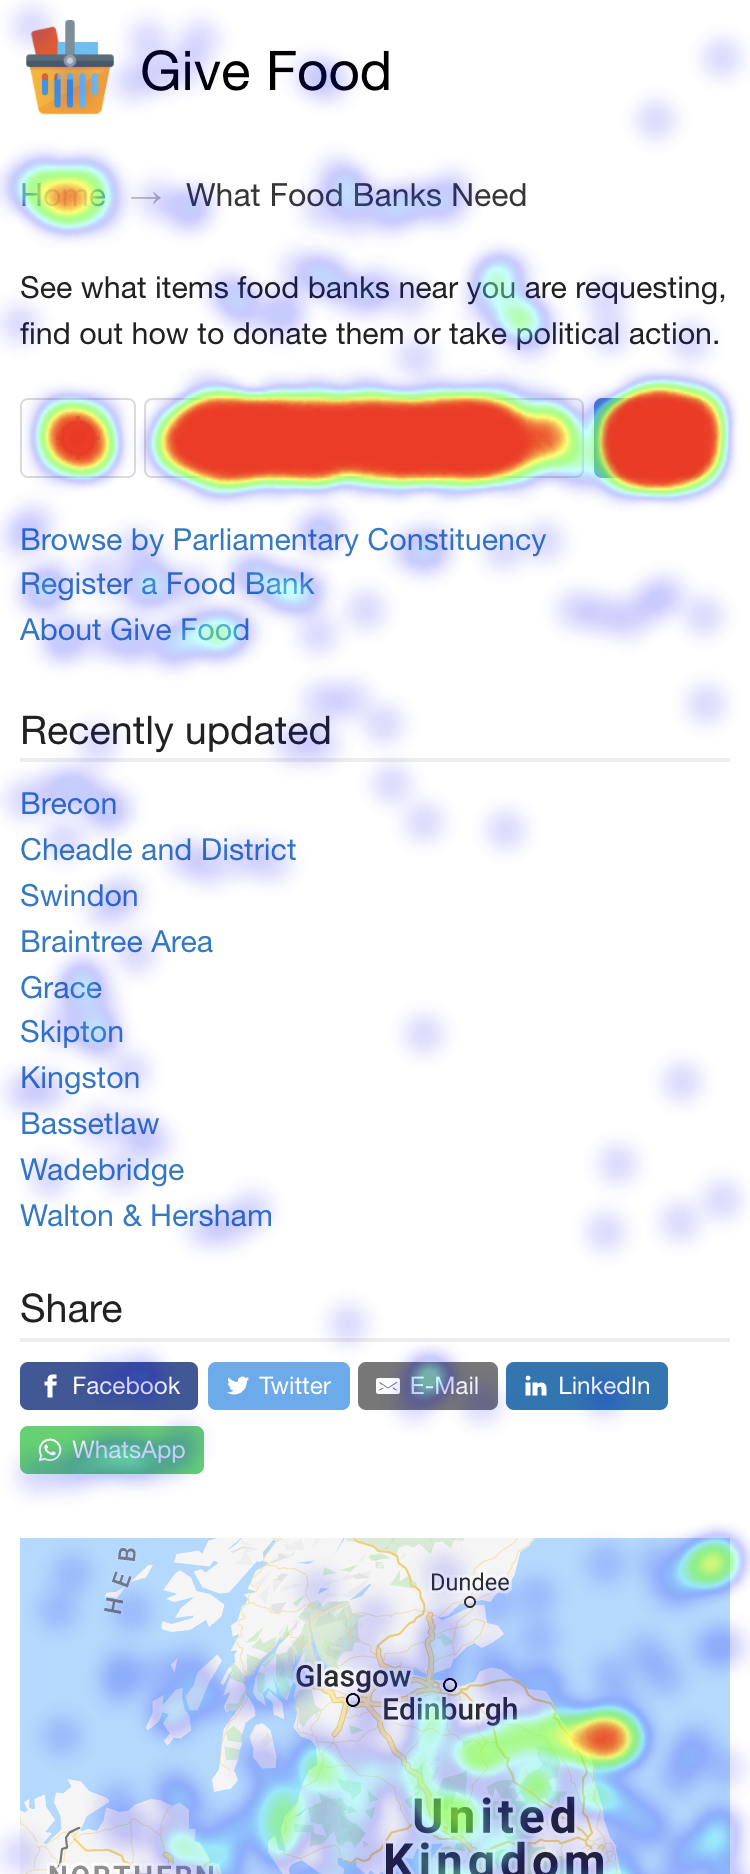 Give Food
Home → What Food Banks Need
See what items food banks near you are requesting,
find out how to donate them or take political action.
Browse by Parliamentary Constituency
Register a Food Bank
About Give Food
Recently updated
Brecon
Cheadle and District
Swindon
Braintree Area
Grace
Skipton
Kingston
Bassetlaw
Wadebridge
Walton & Hersham
Share
Facebook Twitter E-Mail LinkedIn
WhatsApp
HEB
Dundee
Glasgow
Edinburgh
United
Kingdom
NORTHERN